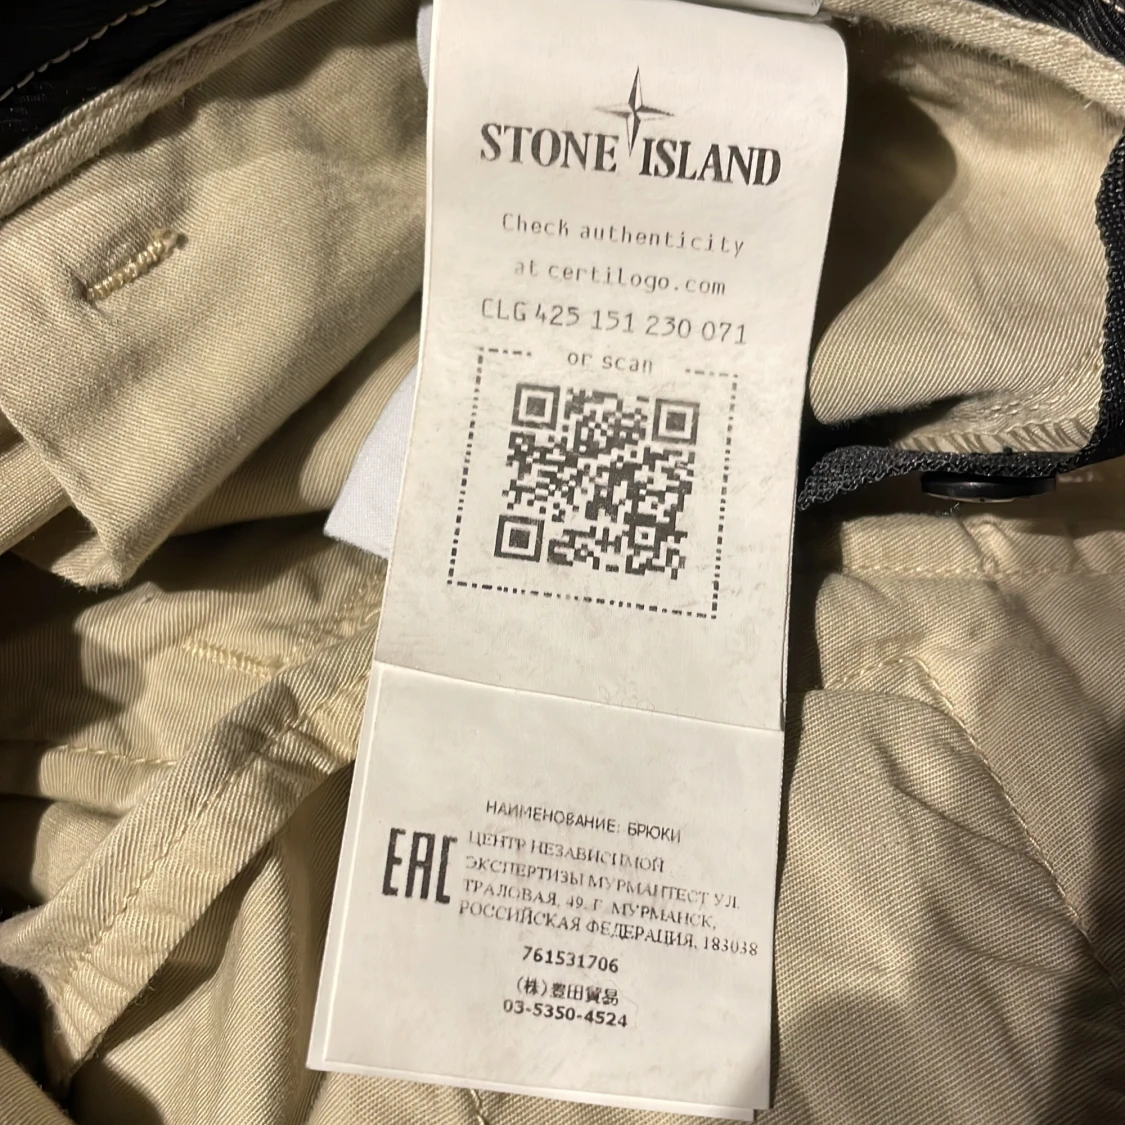 STONE ISLAND
Check authenticity
at certilogo.com
CLG 425 151 230 071
or scan
НАИМЕНОВАНИЕ: БРЮКИ
EAC
ЦЕНТР НЕЗАВИСИМОЙ
ЭКСПЕРТИЗЫ МУРМАНТЕСТ УЛ.
ТРАЛОВАЯ, 49, Г МУРМАНСК,
РОССИЙСКАЯ ФЕДЕРАЦИЯ, 183038
761531706
(株)豊田貿易
03-5350-4524